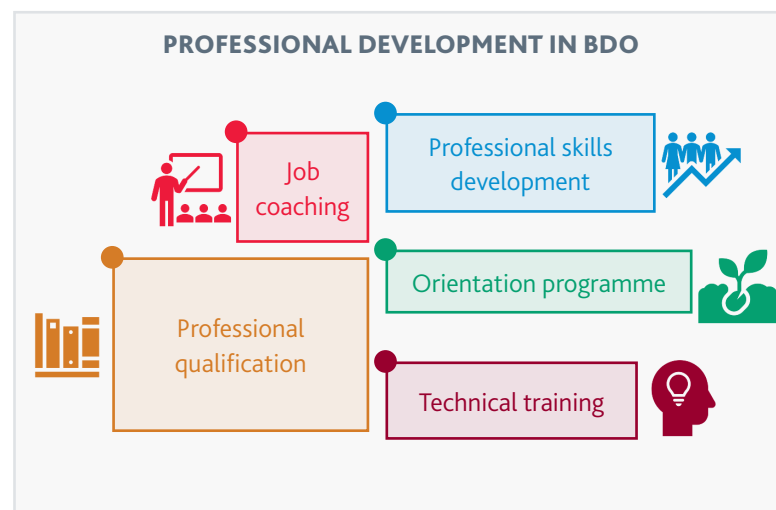 PROFESSIONAL DEVELOPMENT IN BDO
Job
coaching
Professional skills
development
Professional
qualification
Orientation programme
Technical training